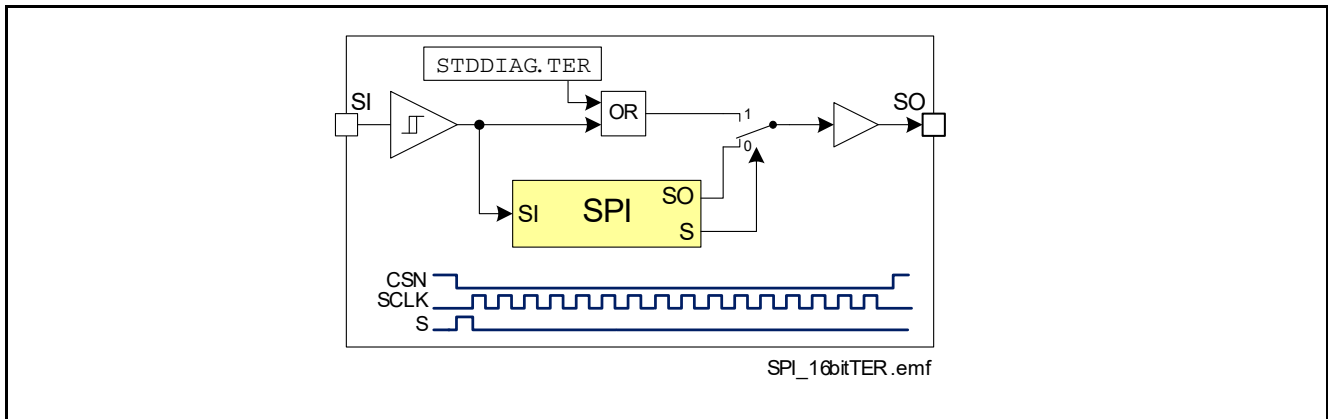 STDDIAG.TER
SI
SO
OR
1
0
SO
SI
SPI
S
CSN
SCLK
S
SPI_16bitTER.emf